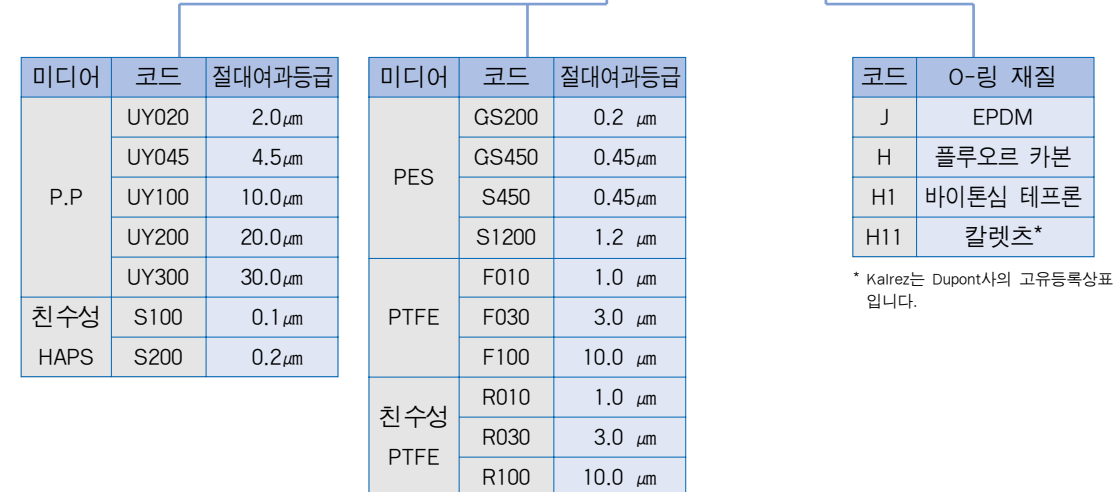 미디어 코드 절대여과등급
P.P
UY020 2.0㎛
UY045 4.5㎛
UY100 10.0㎛
UY200 20.0㎛
UY300 30.0㎛
친수성
HAPS
S100 0.1㎛
S200 0.2㎛
미디어 코드 절대여과등급
PES
GS200 0.2 ㎛
GS450 0.45㎛
S450 0.45㎛
S1200 1.2 ㎛
PTFE
F010 1.0 ㎛
F030 3.0 ㎛
F100 10.0 ㎛
친수성
PTFE
R010 1.0 ㎛
R030 3.0 ㎛
R100 10.0 ㎛
코드 O-링 재질
J EPDM
H 플루오르 카본
H1 바이톤심 테프론
H11 칼렛츠*
* Kalrez는 Dupont사의 고유등록상표
입니다.